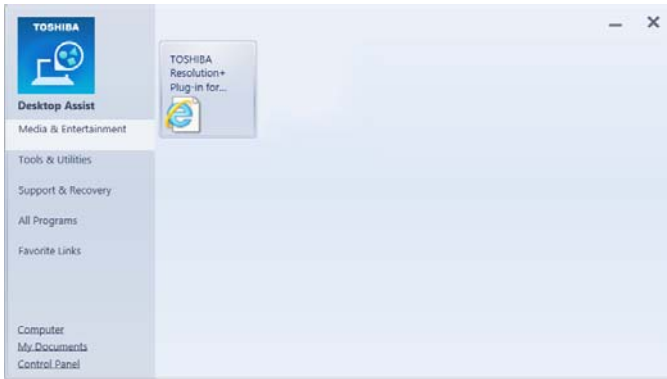 TOSHIBA
Desktop Assist
Media & Entertainment
Tools & Utilities
Support & Recovery
All Programs
Favorite Links
Computer
My Documents
Control Panel
TOSHIBA
Resolution+
Plug-in for...